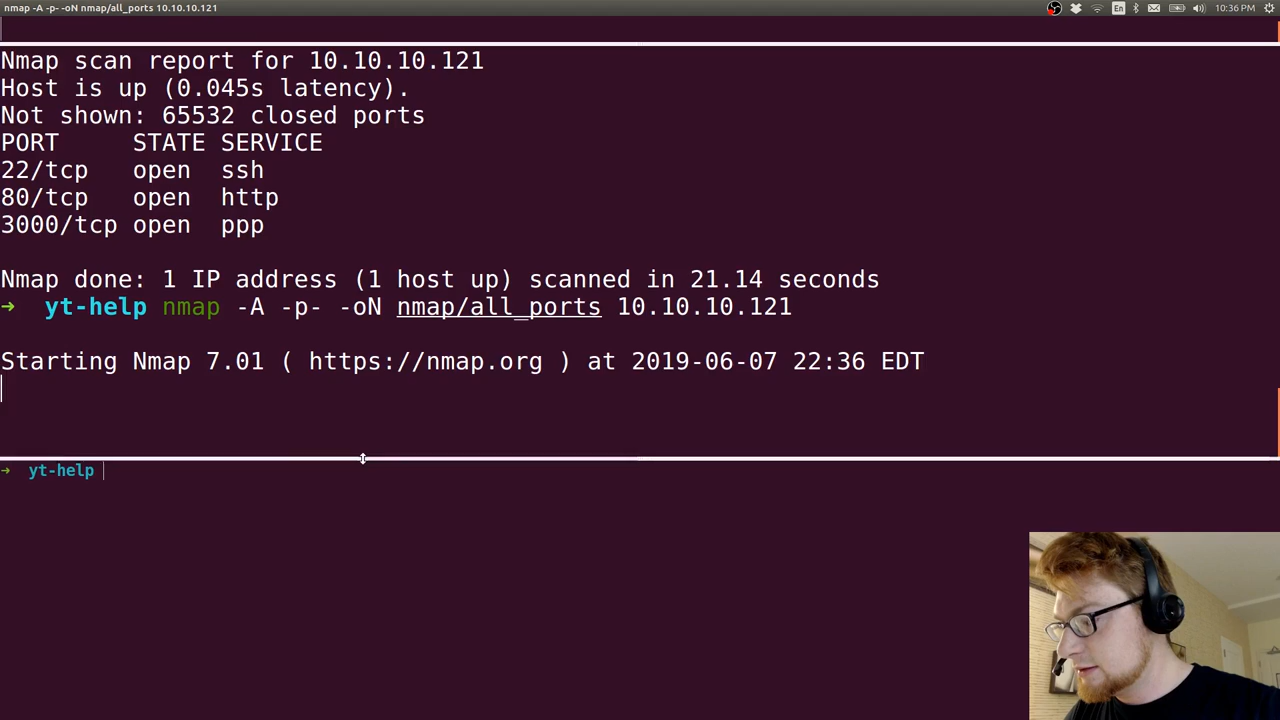 nmap -A -p- -oN nmap/all_ports 10.10.10.121
En
10:36 PM
Nmap scan report for 10.10.10.121
Host is up (0.045s latency).
Not shown: 65532 closed ports
PORT     STATE SERVICE
22/tcp   open  ssh
80/tcp   open  http
3000/tcp open  ppp
Nmap done: 1 IP address (1 host up) scanned in 21.14 seconds
➜  yt-help nmap -A -p- -oN nmap/all_ports 10.10.10.121
Starting Nmap 7.01 ( https://nmap.org ) at 2019-06-07 22:36 EDT
➜  yt-help